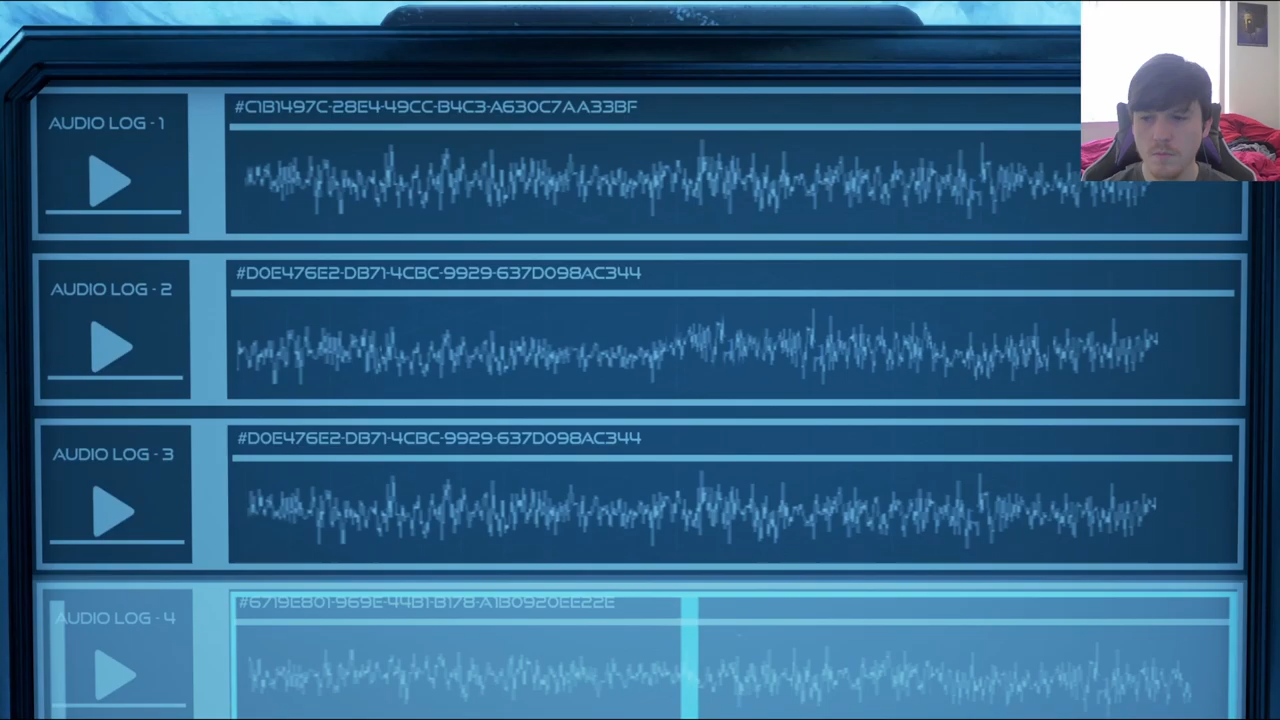 AUDIO LOG - 1
#C1B1497C-28E4-49CC-B4C3-A630C7AA33BF
AUDIO LOG - 2
#D0E476E2-DB71-4CBC-9929-637D098AC344
AUDIO LOG - 3
#D0E476E2-DB71-4CBC-9929-637D098AC344
AUDIO LOG - 4
#6719E801-969E-44B1-B178-A1B0920EE22E